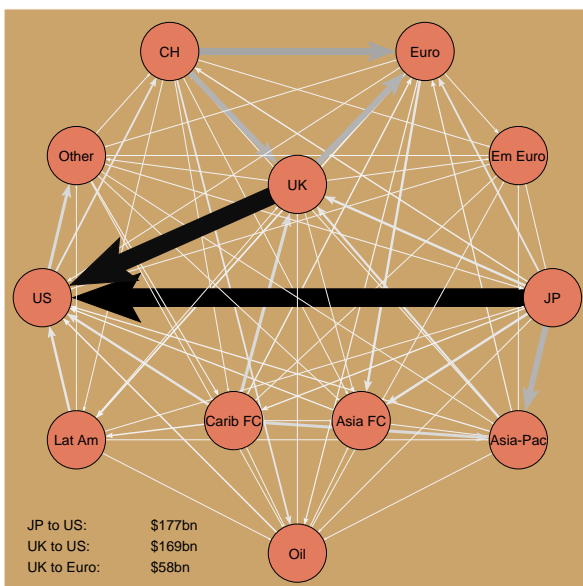 CH
Euro
Other
UK
Em Euro
US
JP
Lat Am
Carib FC
Asia FC
Asia-Pac
Oil
JP to US: $177bn
UK to US: $169bn
UK to Euro: $58bn